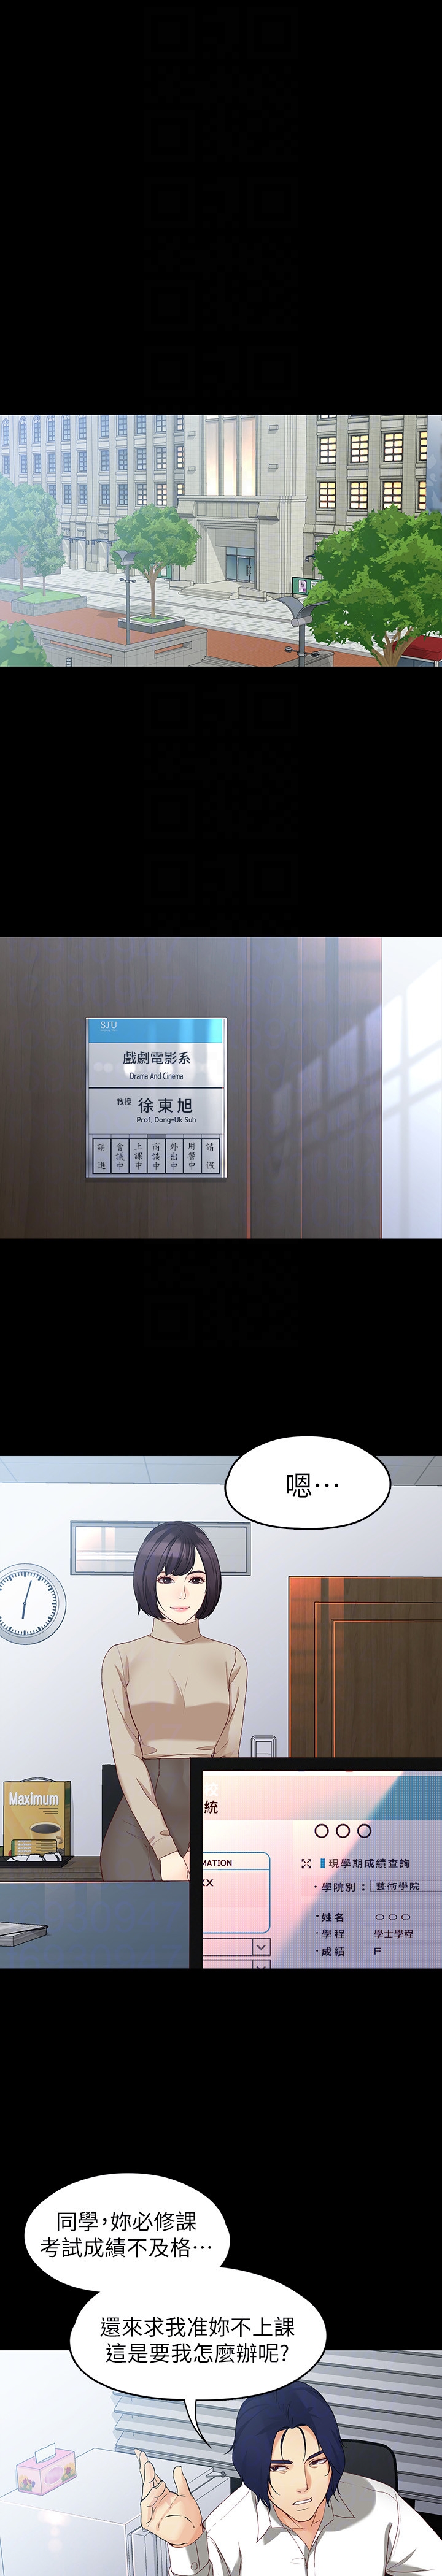 SJU
戲劇電影系
Drama And Cinema
教授 徐東旭
Prof. Dong-Uk Suh
請進
會議中
上課中
商談中
外出中
用餐中
請假
嗯⋯
Maximum
統
MATION
XX
現學期成績查詢
·學院別：藝術學院
·姓名 ○○○
·學程 學士學程
·成績 F
同學，妳必修課
考試成績不及格⋯
還來求我准妳不上課
這是要我怎麼辦呢?